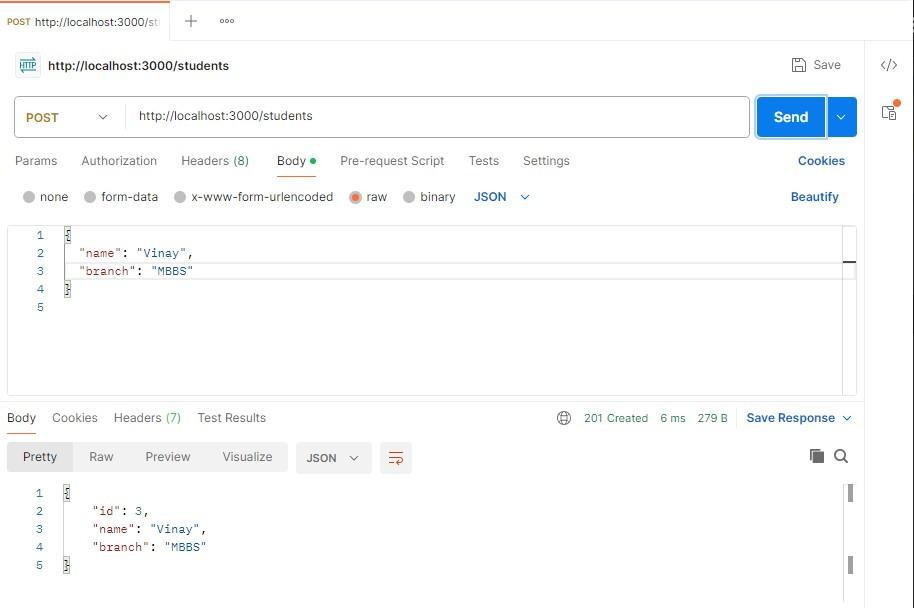 POST http://localhost:3000/st
HTTP http://localhost:3000/students Save </>
POST http://localhost:3000/students Send
Params Authorization Headers (8) Body Pre-request Script Tests Settings Cookies
none form-data x-www-form-urlencoded raw binary JSON Beautify
1 {
2 "name": "Vinay",
3 "branch": "MBBS"
4 }
5
Body Cookies Headers (7) Test Results 201 Created 6 ms 279 B Save Response
Pretty Raw Preview Visualize JSON
1 {
2 "id": 3,
3 "name": "Vinay",
4 "branch": "MBBS"
5 }